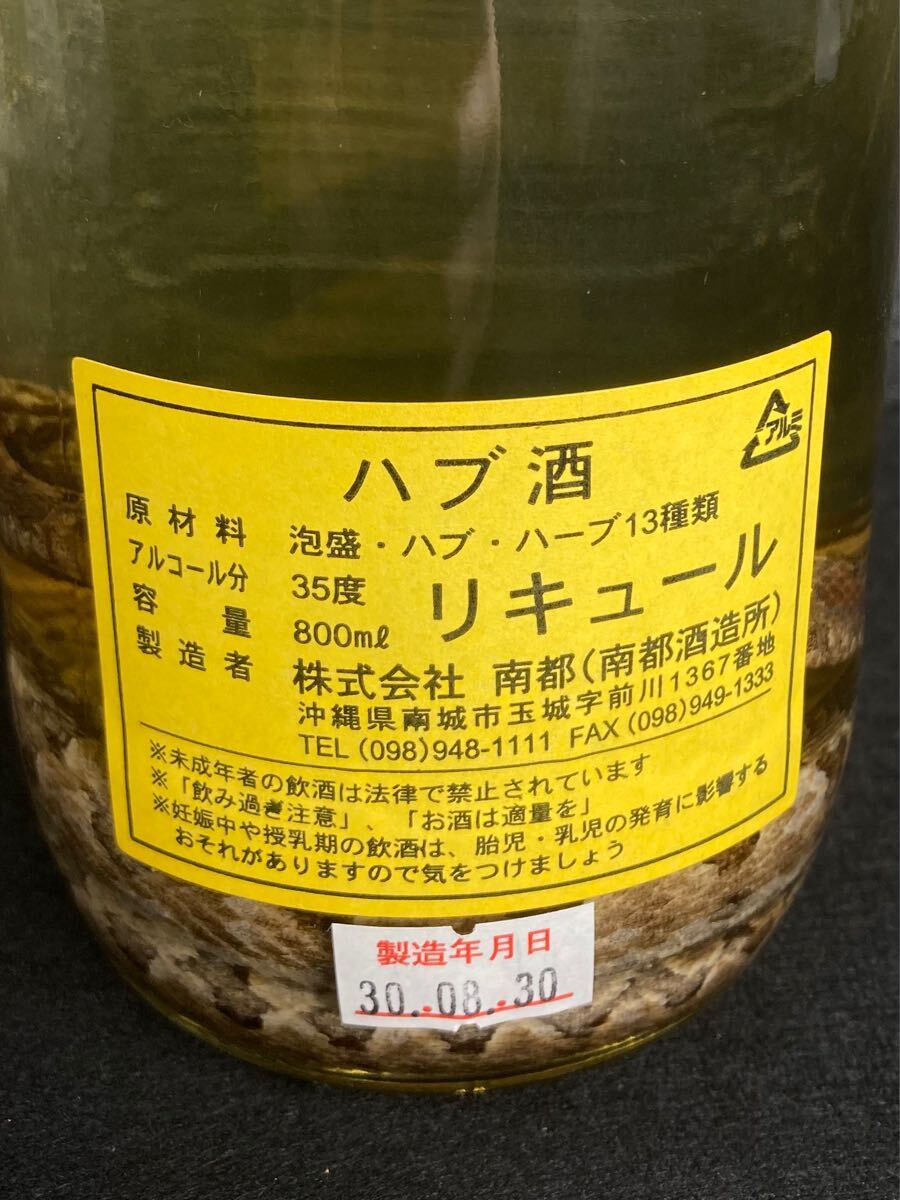 アルミ
ハブ酒
原材料 泡盛・ハブ・ハーブ13種類
アルコール分 35度 リキュール
容量 800mℓ
製造者 株式会社 南都(南都酒造所)
沖縄県南城市玉城字前川1367番地
TEL(098)948-1111 FAX(098)949-1333
※未成年者の飲酒は法律で禁止されています
※「飲み過ぎ注意」、「お酒は適量を」
※妊娠中や授乳期の飲酒は、胎児・乳児の発育に影響する
おそれがありますので気をつけましょう
製造年月日
30.08.30